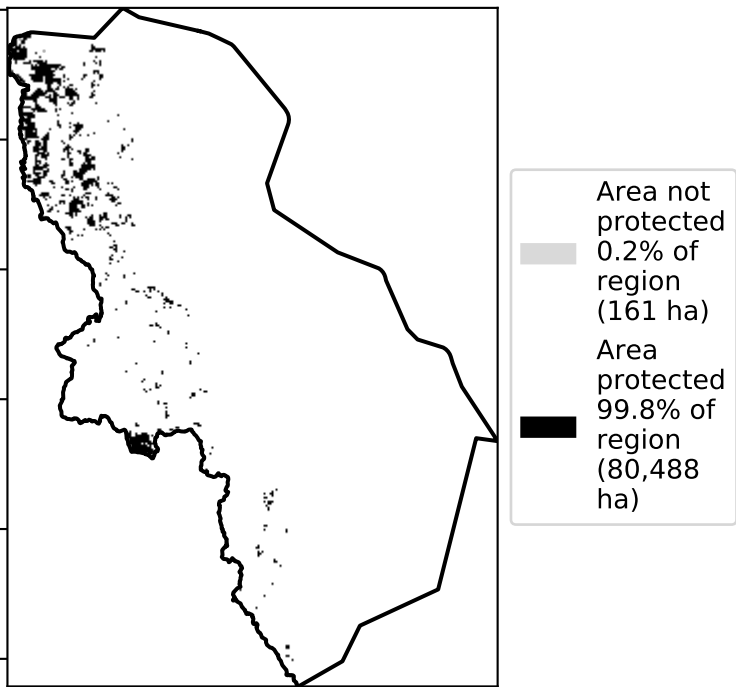 Area not
protected
0.2% of
region
(161 ha)
Area
protected
99.8% of
region
(80,488
ha)